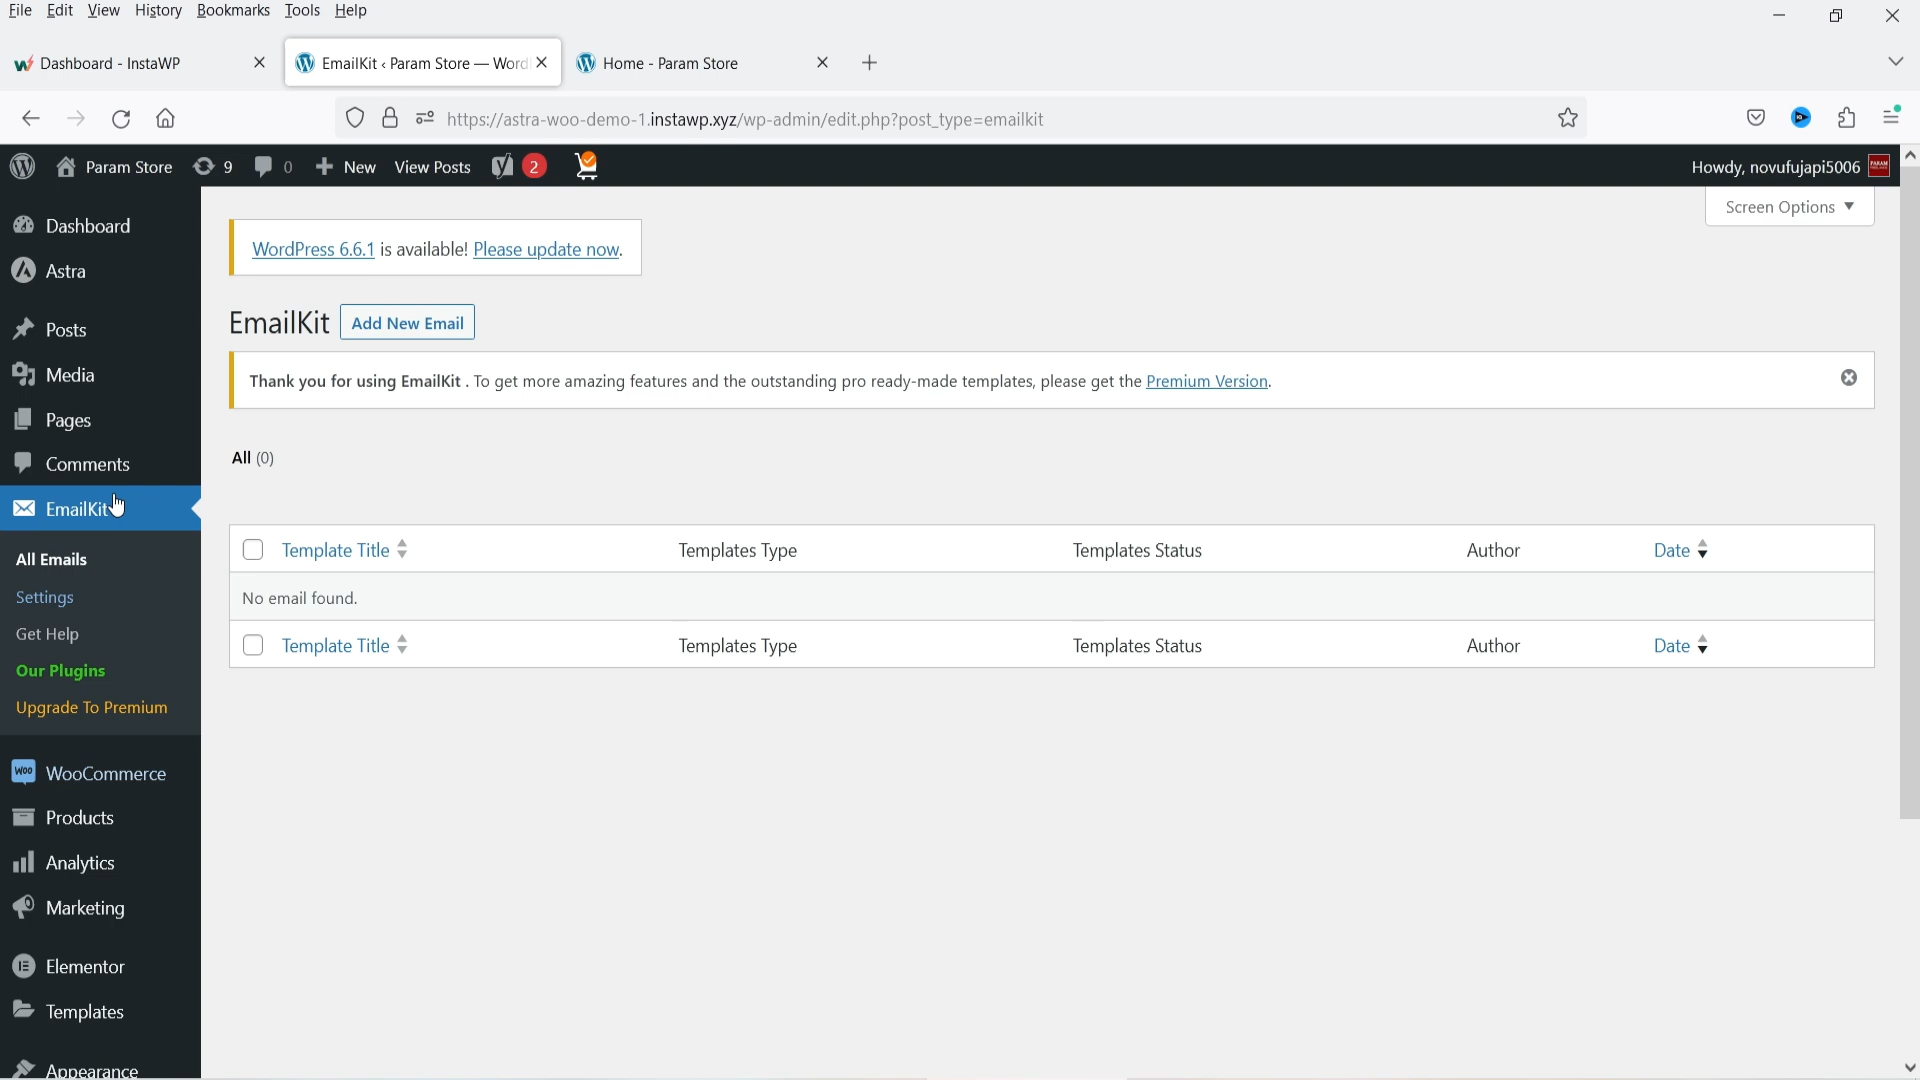 File Edit View History Bookmarks Tools Help
Dashboard - InstaWP
EmailKit ‹ Param Store — Word
Home - Param Store
https://astra-woo-demo-1.instawp.xyz/wp-admin/edit.php?post_type=emailkit
Param Store 9 0 New View Posts 2
Howdy, novufujapi5006
Screen Options
Dashboard
Astra
Posts
Media
Pages
Comments
EmailKit
All Emails
Settings
Get Help
Our Plugins
Upgrade To Premium
WooCommerce
Products
Analytics
Marketing
Elementor
Templates
Appearance
WordPress 6.6.1 is available! Please update now.
EmailKit Add New Email
Thank you for using EmailKit . To get more amazing features and the outstanding pro ready-made templates, please get the Premium Version.
All (0)
Template Title Templates Type Templates Status Author Date
No email found.
Template Title Templates Type Templates Status Author Date